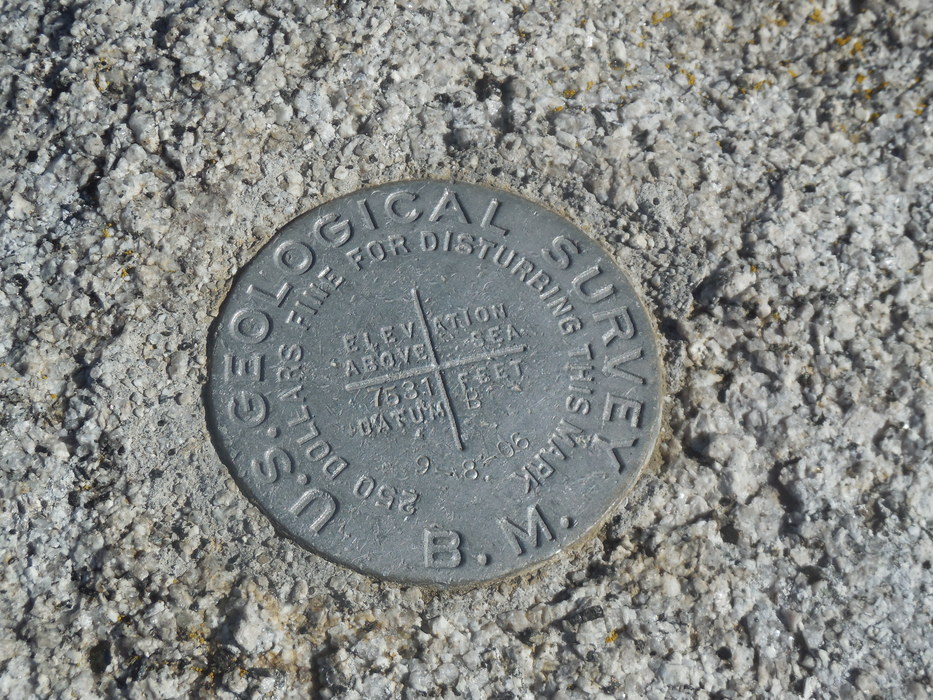 U.S. GEOLOGICAL SURVEY
250 DOLLARS FINE FOR DISTURBING THIS MARK
ELEVATION
ABOVE SEA
7531 FEET
DATUM B
9-8-06
B.M.